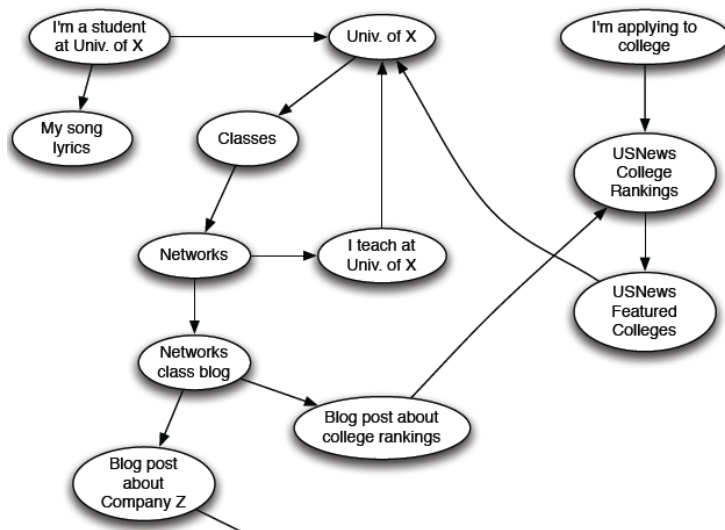 I'm a student
at Univ. of X
Univ. of X
I'm applying to
college
My song
lyrics
Classes
USNews
College
Rankings
Networks
I teach at
Univ. of X
USNews
Featured
Colleges
Networks
class blog
Blog post about
college rankings
Blog post
about
Company Z